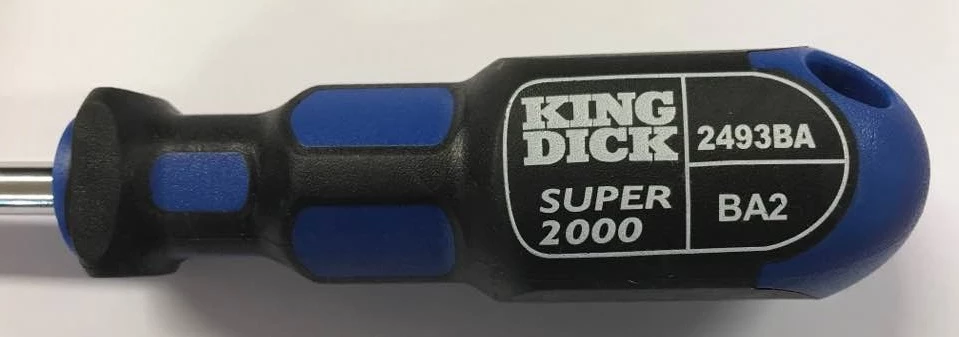 KING
DICK
SUPER
2000
2493BA
BA2